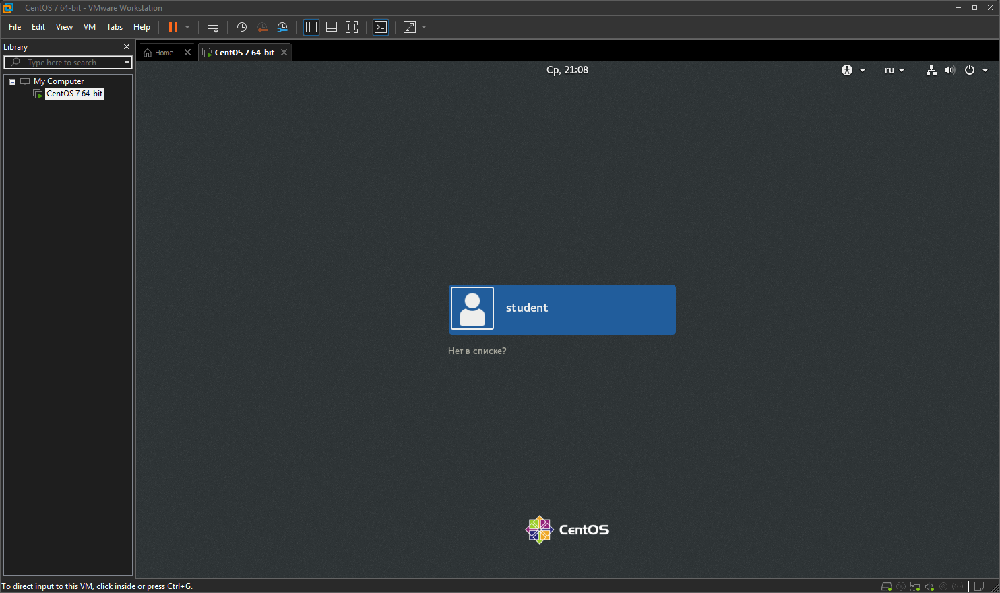 CentOS 7 64-bit - VMware Workstation
File Edit View VM Tabs Help
Library
Home
CentOS 7 64-bit
Type here to search
My Computer
CentOS 7 64-bit
Ср, 21:08
ru
student
Нет в списке?
CentOS
To direct input to this VM, click inside or press Ctrl+G.